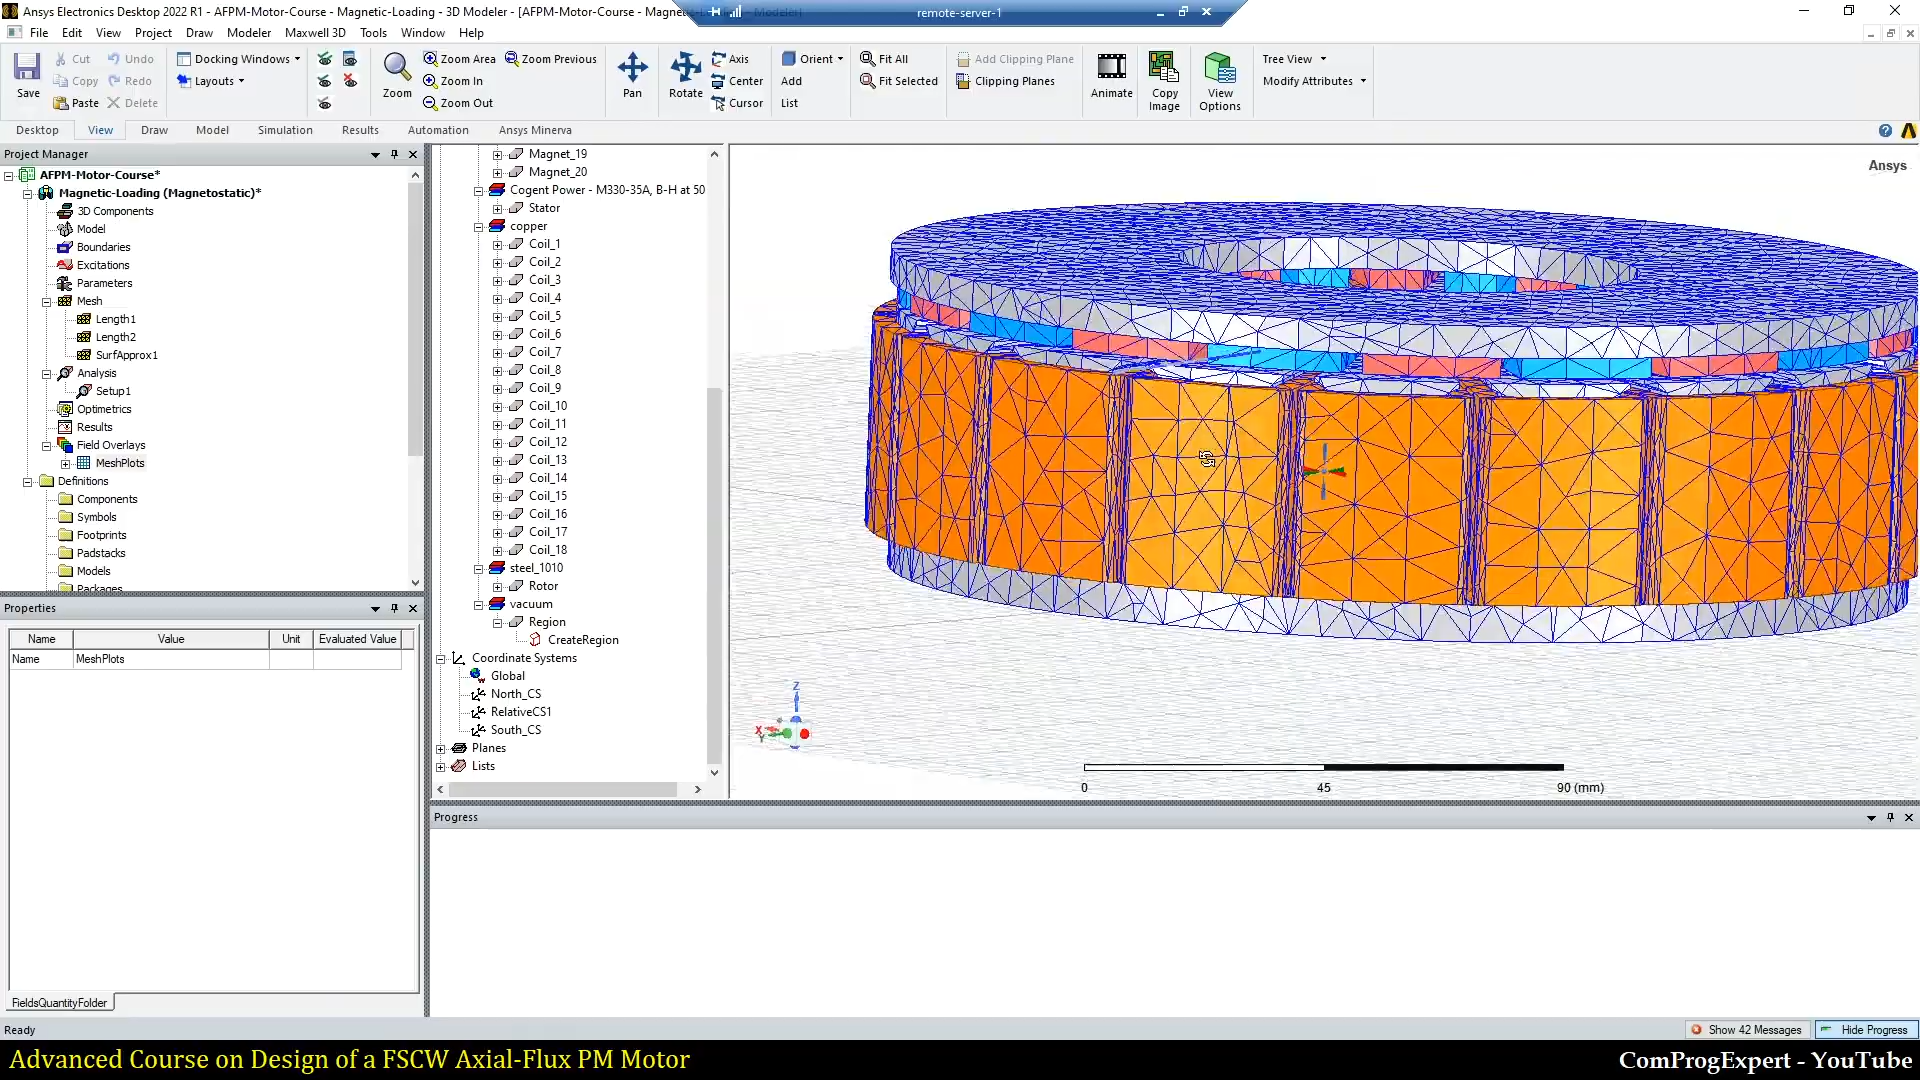 Ansys Electronics Desktop 2022 R1 - AFPM-Motor-Course - Magnetic-Loading - 3D Modeler - [AFPM-Motor-Course - Magnetic-Loading - 3D Modeler]
remote-server-1
File Edit View Project Draw Modeler Maxwell 3D Tools Window Help
Save
Cut
Copy
Paste
Undo
Redo
Delete
Docking Windows
Layouts
Zoom
Zoom Area
Zoom In
Zoom Out
Zoom Previous
Pan
Rotate
Axis
Center
Cursor
Orient
Add
List
Fit All
Fit Selected
Add Clipping Plane
Clipping Planes
Animate
Copy
Image
View
Options
Tree View
Modify Attributes
Desktop View Draw Model Simulation Results Automation Ansys Minerva
Project Manager
AFPM-Motor-Course*
Magnetic-Loading (Magnetostatic)*
3D Components
Model
Boundaries
Excitations
Parameters
Mesh
Length1
Length2
SurfApprox1
Analysis
Setup1
Optimetrics
Results
Field Overlays
MeshPlots
Definitions
Components
Symbols
Footprints
Padstacks
Models
Packages
Properties
Name Value Unit Evaluated Value
Name MeshPlots
FieldsQuantityFolder
Magnet_19
Magnet_20
Cogent Power - M330-35A, B-H at 50
Stator
copper
Coil_1
Coil_2
Coil_3
Coil_4
Coil_5
Coil_6
Coil_7
Coil_8
Coil_9
Coil_10
Coil_11
Coil_12
Coil_13
Coil_14
Coil_15
Coil_16
Coil_17
Coil_18
steel_1010
Rotor
vacuum
Region
CreateRegion
Coordinate Systems
Global
North_CS
RelativeCS1
South_CS
Planes
Lists
Ansys
Z
X
Y
0 45 90 (mm)
Progress
Ready
Show 42 Messages
Hide Progress
Advanced Course on Design of a FSCW Axial-Flux PM Motor
ComProgExpert - YouTube